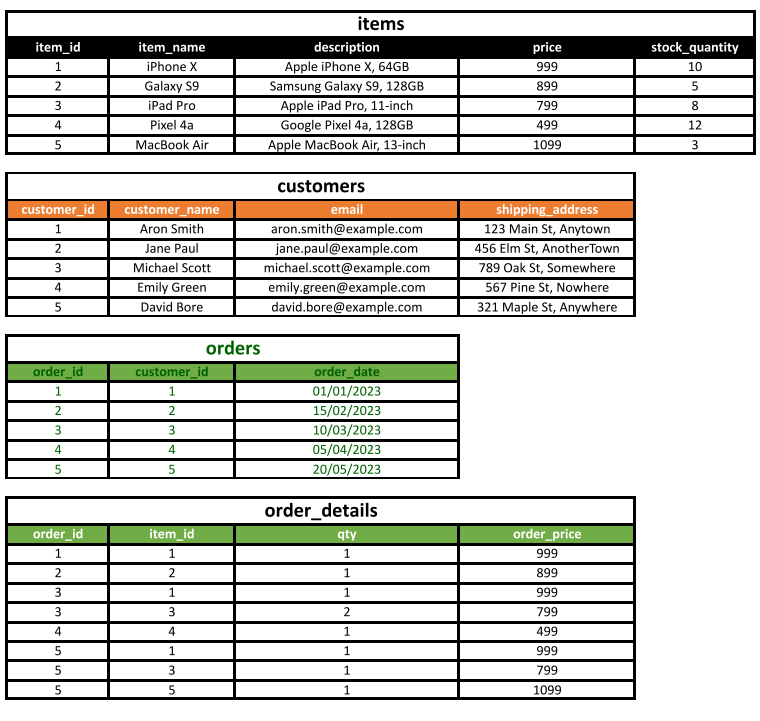 items
item_id item_name description price stock_quantity
1 iPhone X Apple iPhone X, 64GB 999 10
2 Galaxy S9 Samsung Galaxy S9, 128GB 899 5
3 iPad Pro Apple iPad Pro, 11-inch 799 8
4 Pixel 4a Google Pixel 4a, 128GB 499 12
5 MacBook Air Apple MacBook Air, 13-inch 1099 3
customers
customer_id customer_name email shipping_address
1 Aron Smith aron.smith@example.com 123 Main St, Anytown
2 Jane Paul jane.paul@example.com 456 Elm St, AnotherTown
3 Michael Scott michael.scott@example.com 789 Oak St, Somewhere
4 Emily Green emily.green@example.com 567 Pine St, Nowhere
5 David Bore david.bore@example.com 321 Maple St, Anywhere
orders
order_id customer_id order_date
1 1 01/01/2023
2 2 15/02/2023
3 3 10/03/2023
4 4 05/04/2023
5 5 20/05/2023
order_details
order_id item_id qty order_price
1 1 1 999
2 2 1 899
3 1 1 999
3 3 2 799
4 4 1 499
5 1 1 999
5 3 1 799
5 5 1 1099